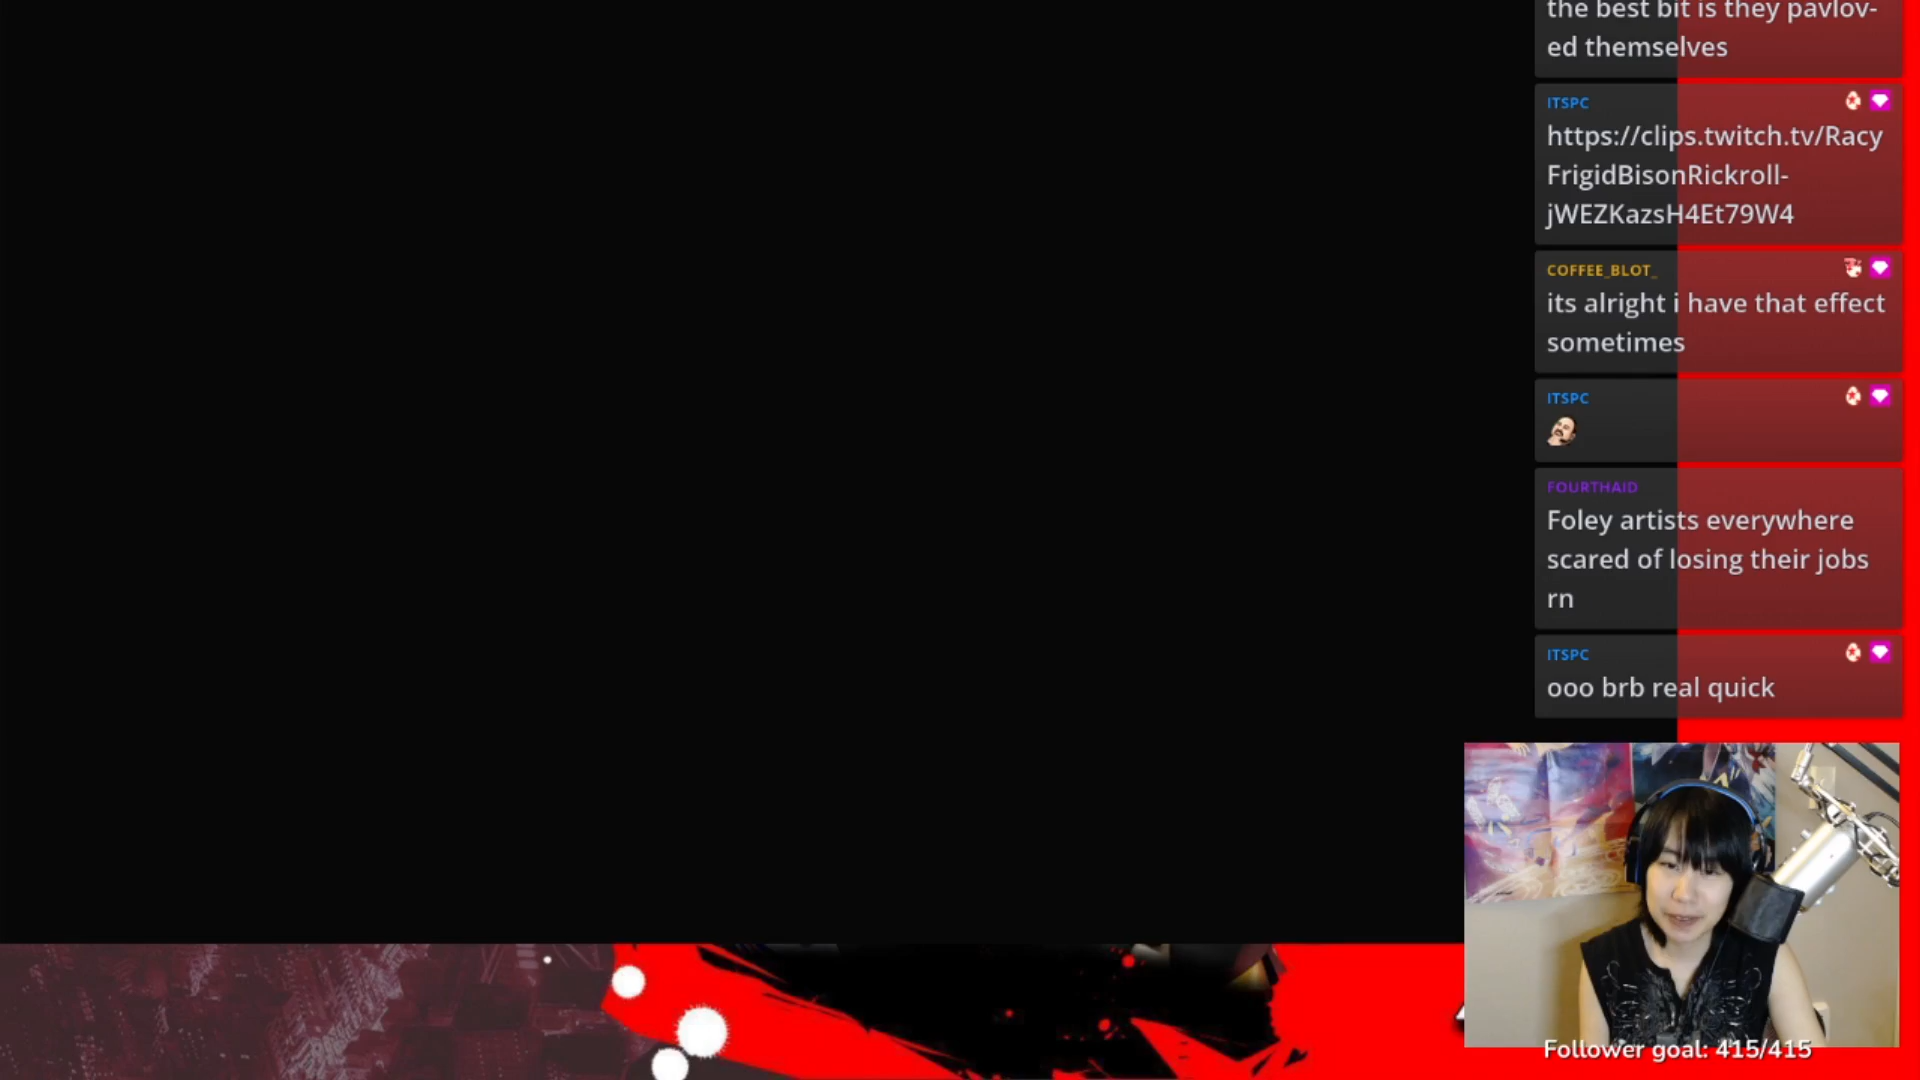 the best bit is they pavlov-
ed themselves
ITSPC
https://clips.twitch.tv/Racy
FrigidBisonRickroll-
jWEZKazsH4Et79W4
COFFEE_BLOT_
its alright i have that effect
sometimes
ITSPC
FOURTHAID
Foley artists everywhere
scared of losing their jobs
rn
ITSPC
ooo brb real quick
Follower goal: 415/415